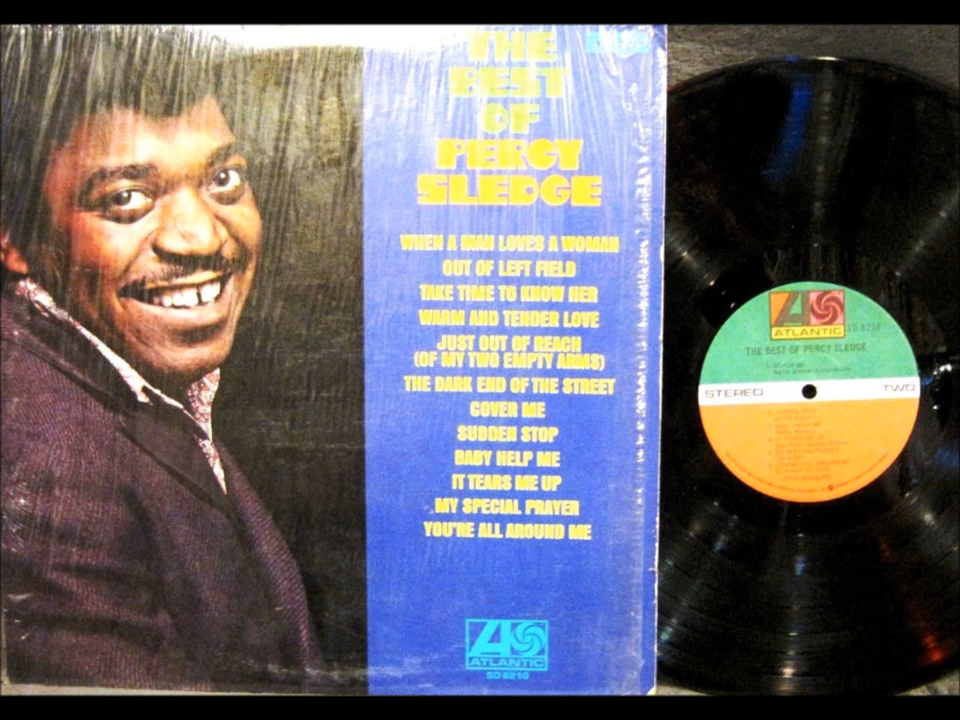 THE
BEST
OF
PERCY
SLEDGE
WHEN A MAN LOVES A WOMAN
OUT OF LEFT FIELD
TAKE TIME TO KNOW HER
WARM AND TENDER LOVE
JUST OUT OF REACH
(OF MY TWO EMPTY ARMS)
THE DARK END OF THE STREET
COVER ME
SUDDEN STOP
BABY HELP ME
IT TEARS ME UP
MY SPECIAL PRAYER
YOU'RE ALL AROUND ME
ATLANTIC
SD 8210
ATLANTIC
SD 8210
THE BEST OF PERCY SLEDGE
STEREO
TWO